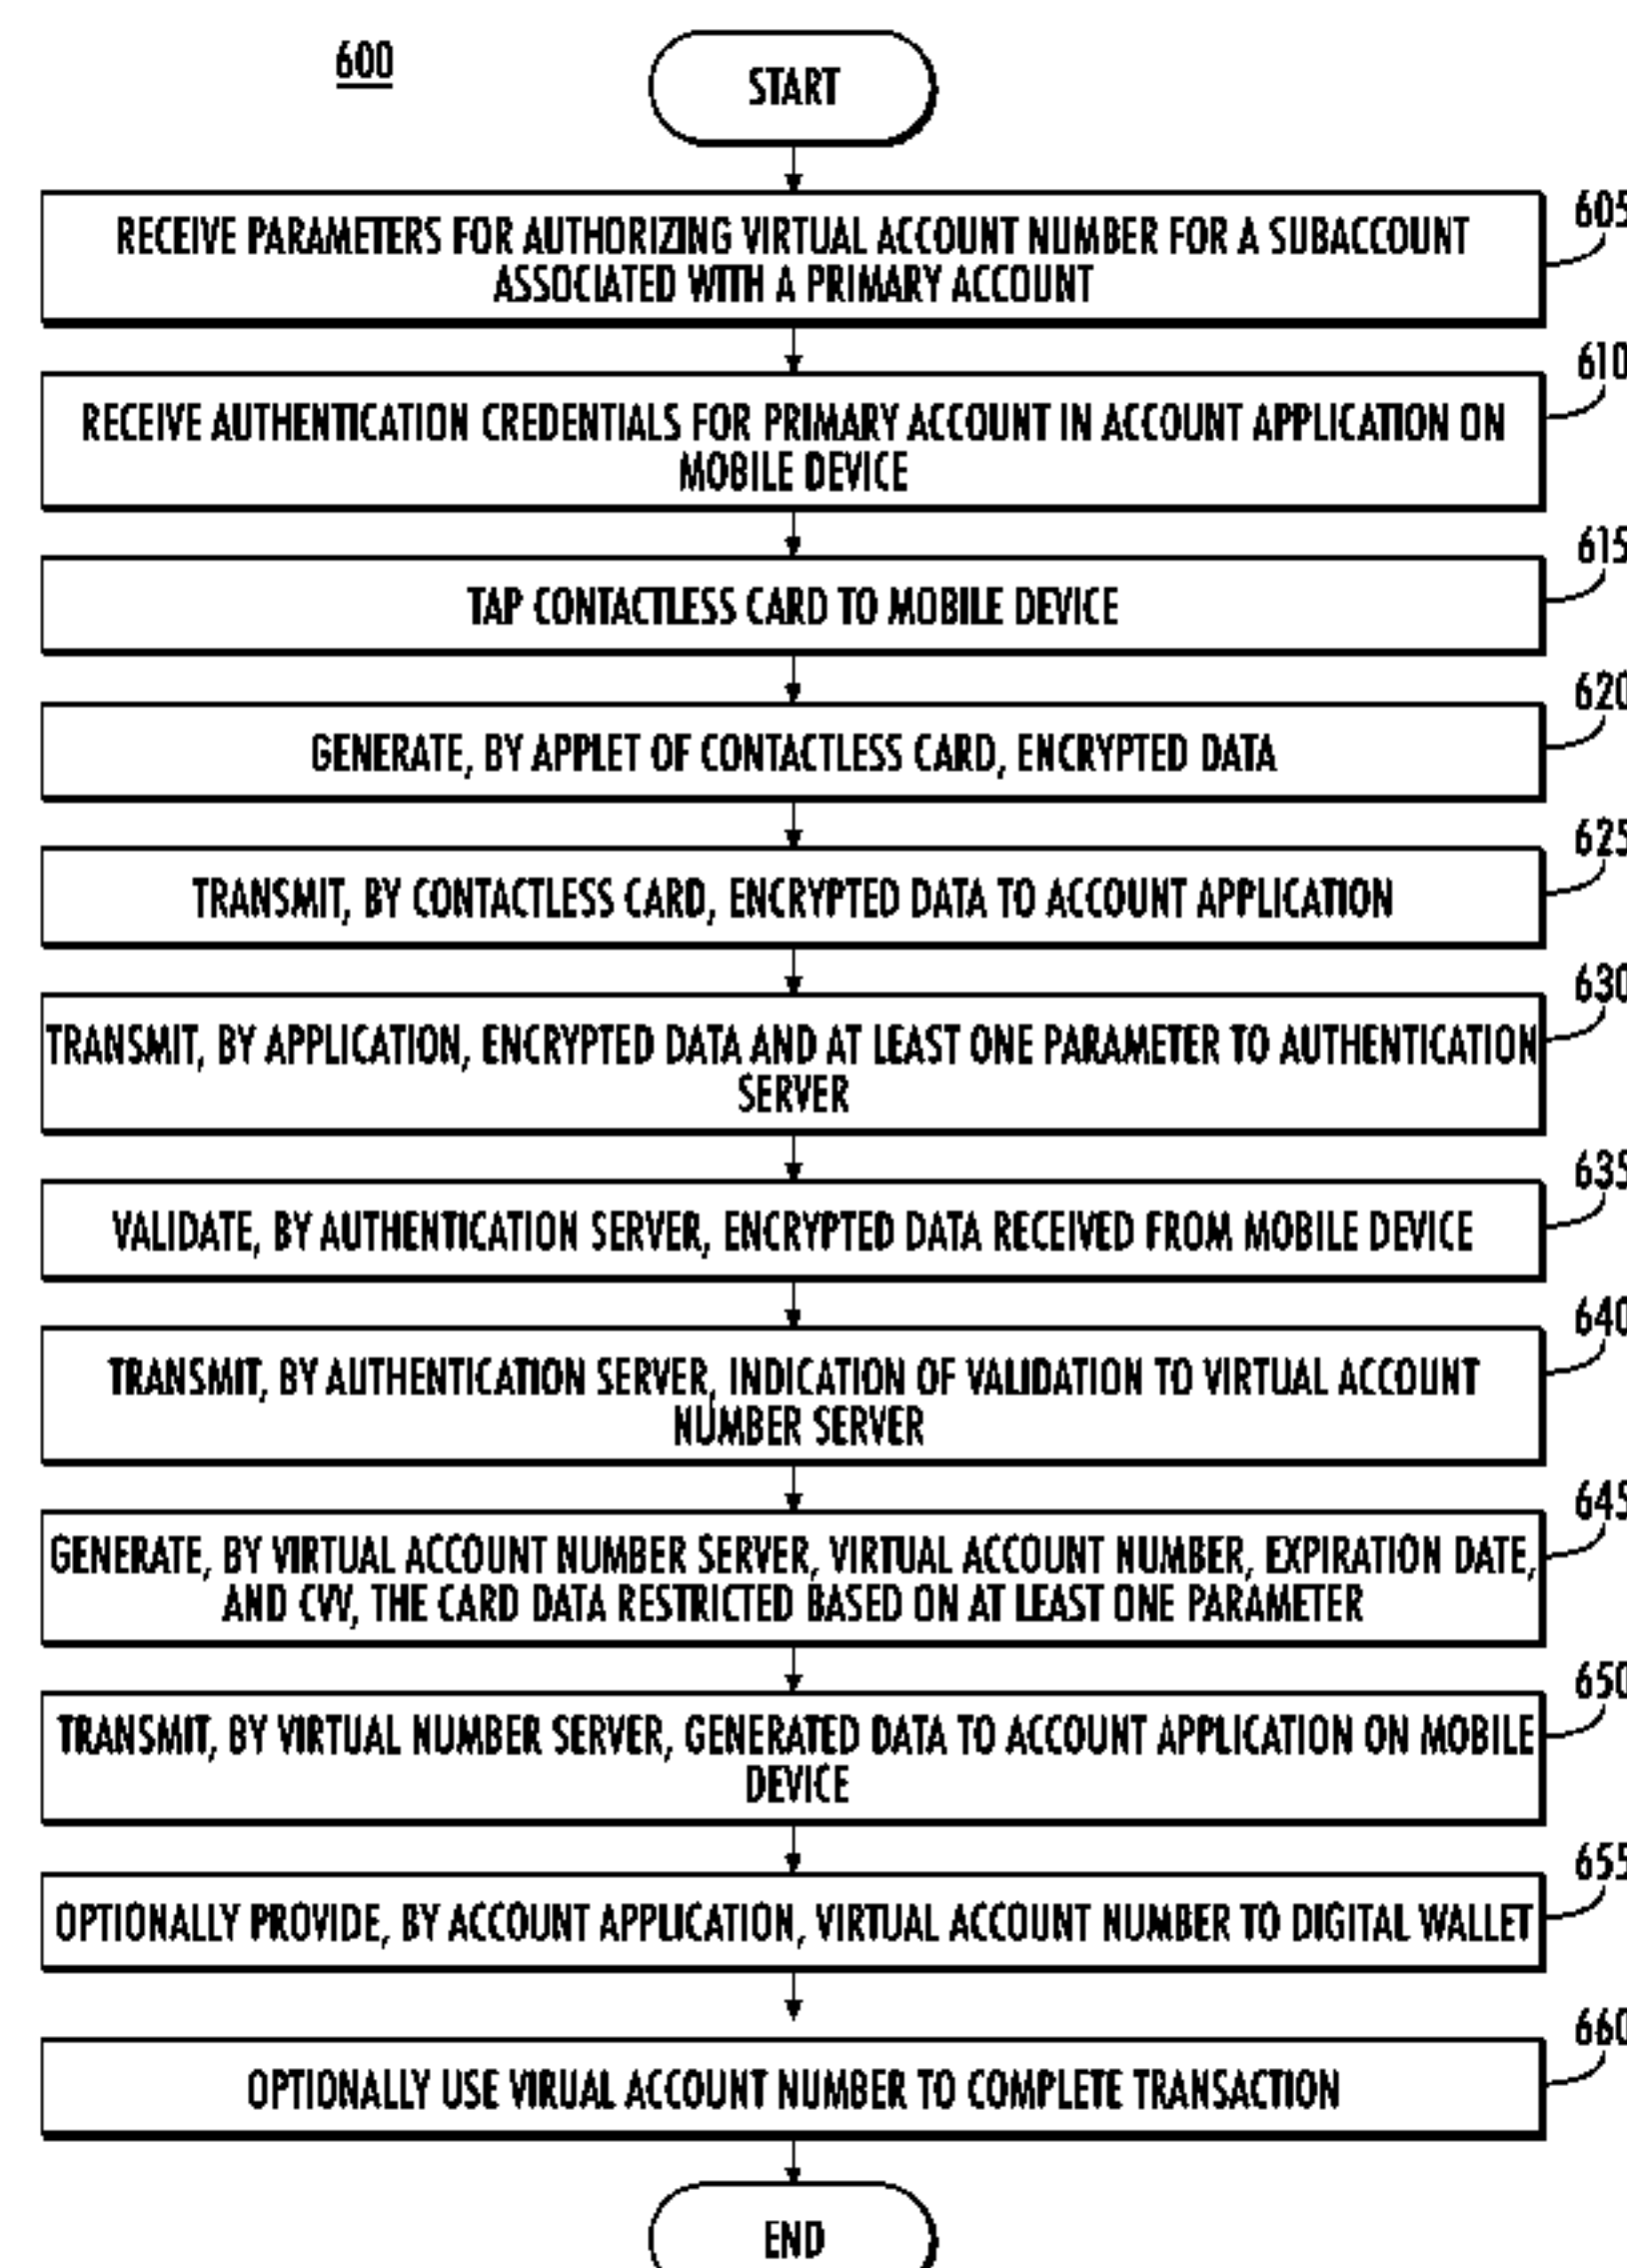 600
START
605
RECEIVE PARAMETERS FOR AUTHORIZING VIRTUAL ACCOUNT NUMBER FOR A SUBACCOUNT
ASSOCIATED WITH A PRIMARY ACCOUNT
610
RECEIVE AUTHENTICATION CREDENTIALS FOR PRIMARY ACCOUNT IN ACCOUNT APPLICATION ON
MOBILE DEVICE
615
TAP CONTACTLESS CARD TO MOBILE DEVICE
620
GENERATE, BY APPLET OF CONTACTLESS CARD, ENCRYPTED DATA
625
TRANSMIT, BY CONTACTLESS CARD, ENCRYPTED DATA TO ACCOUNT APPLICATION
630
TRANSMIT, BY APPLICATION, ENCRYPTED DATA AND AT LEAST ONE PARAMETER TO AUTHENTICATION
SERVER
635
VALIDATE, BY AUTHENTICATION SERVER, ENCRYPTED DATA RECEIVED FROM MOBILE DEVICE
640
TRANSMIT, BY AUTHENTICATION SERVER, INDICATION OF VALIDATION TO VIRTUAL ACCOUNT
NUMBER SERVER
645
GENERATE, BY VIRTUAL ACCOUNT NUMBER SERVER, VIRTUAL ACCOUNT NUMBER, EXPIRATION DATE,
AND CVV, THE CARD DATA RESTRICTED BASED ON AT LEAST ONE PARAMETER
650
TRANSMIT, BY VIRTUAL NUMBER SERVER, GENERATED DATA TO ACCOUNT APPLICATION ON MOBILE
DEVICE
655
OPTIONALLY PROVIDE, BY ACCOUNT APPLICATION, VIRTUAL ACCOUNT NUMBER TO DIGITAL WALLET
660
OPTIONALLY USE VIRUAL ACCOUNT NUMBER TO COMPLETE TRANSACTION
END